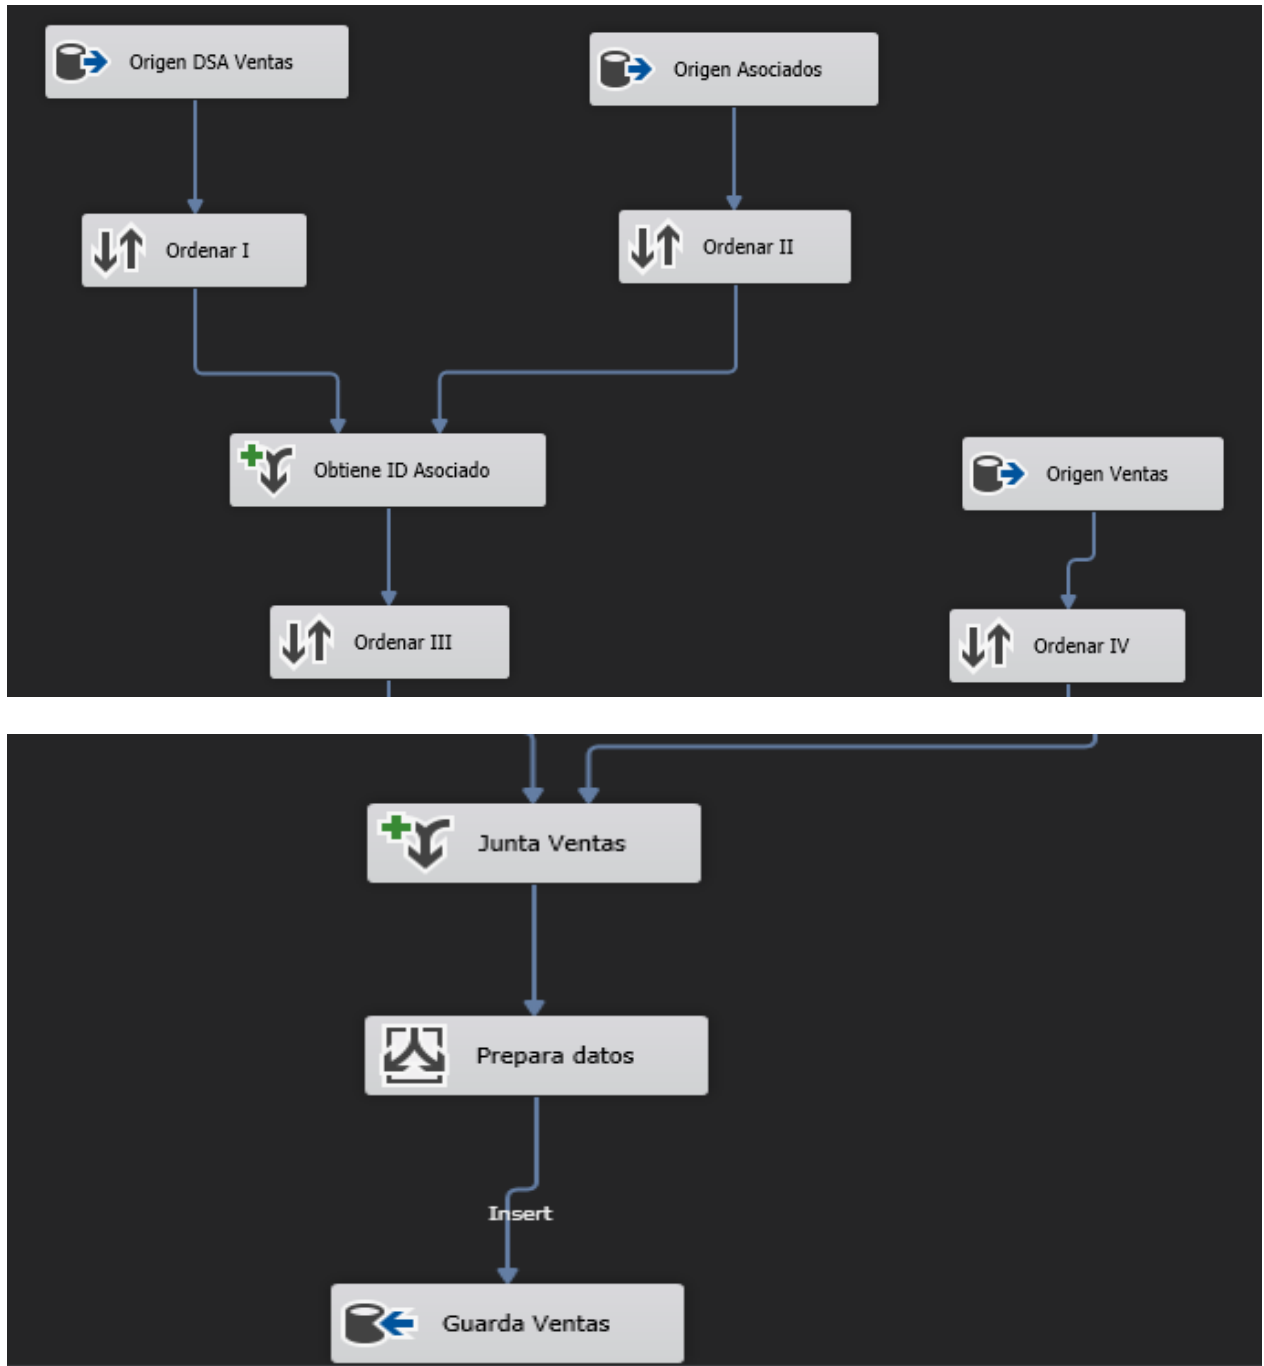 Origen DSA Ventas
Origen Asociados
Ordenar I
Ordenar II
Obtiene ID Asociado
Origen Ventas
Ordenar III
Ordenar IV
Junta Ventas
Prepara datos
Insert
Guarda Ventas